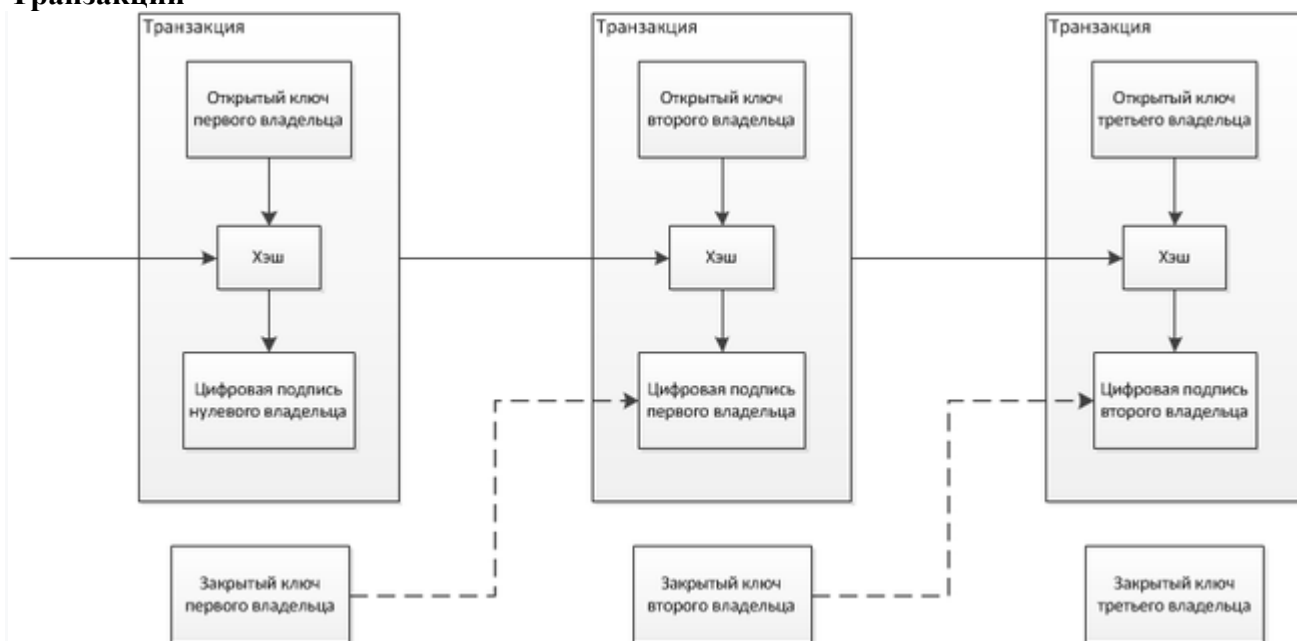 Транзакции
Транзакция
Открытый ключ
первого владельца
Хэш
Цифровая подпись
нулевого владельца
Закрытый ключ
первого владельца
Транзакция
Открытый ключ
второго владельца
Хэш
Цифровая подпись
первого владельца
Закрытый ключ
второго владельца
Транзакция
Открытый ключ
третьего владельца
Хэш
Цифровая подпись
второго владельца
Закрытый ключ
третьего владельца